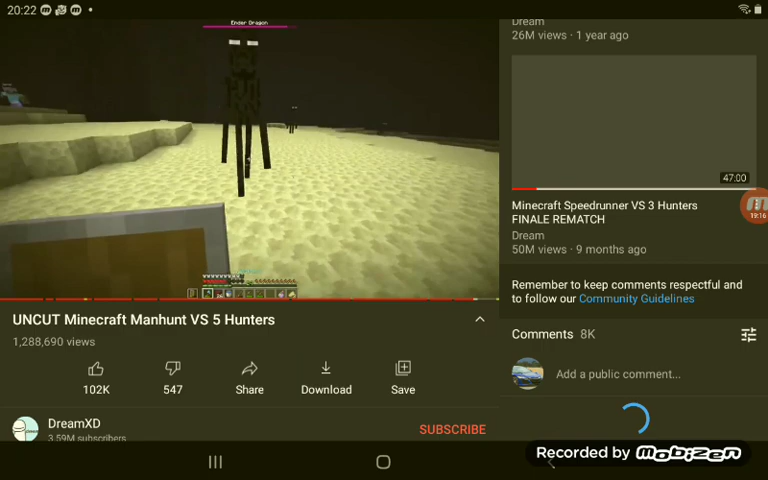 20:22
Ender Dragon
Dream
26M views · 1 year ago
47:00
Minecraft Speedrunner VS 3 Hunters
FINALE REMATCH
Dream
50M views · 9 months ago
19:16
Remember to keep comments respectful and
to follow our Community Guidelines
UNCUT Minecraft Manhunt VS 5 Hunters
1,288,690 views
102K
547
Share
Download
Save
DreamXD
3.59M subscribers
SUBSCRIBE
Comments 8K
Add a public comment...
Recorded by Mobizen